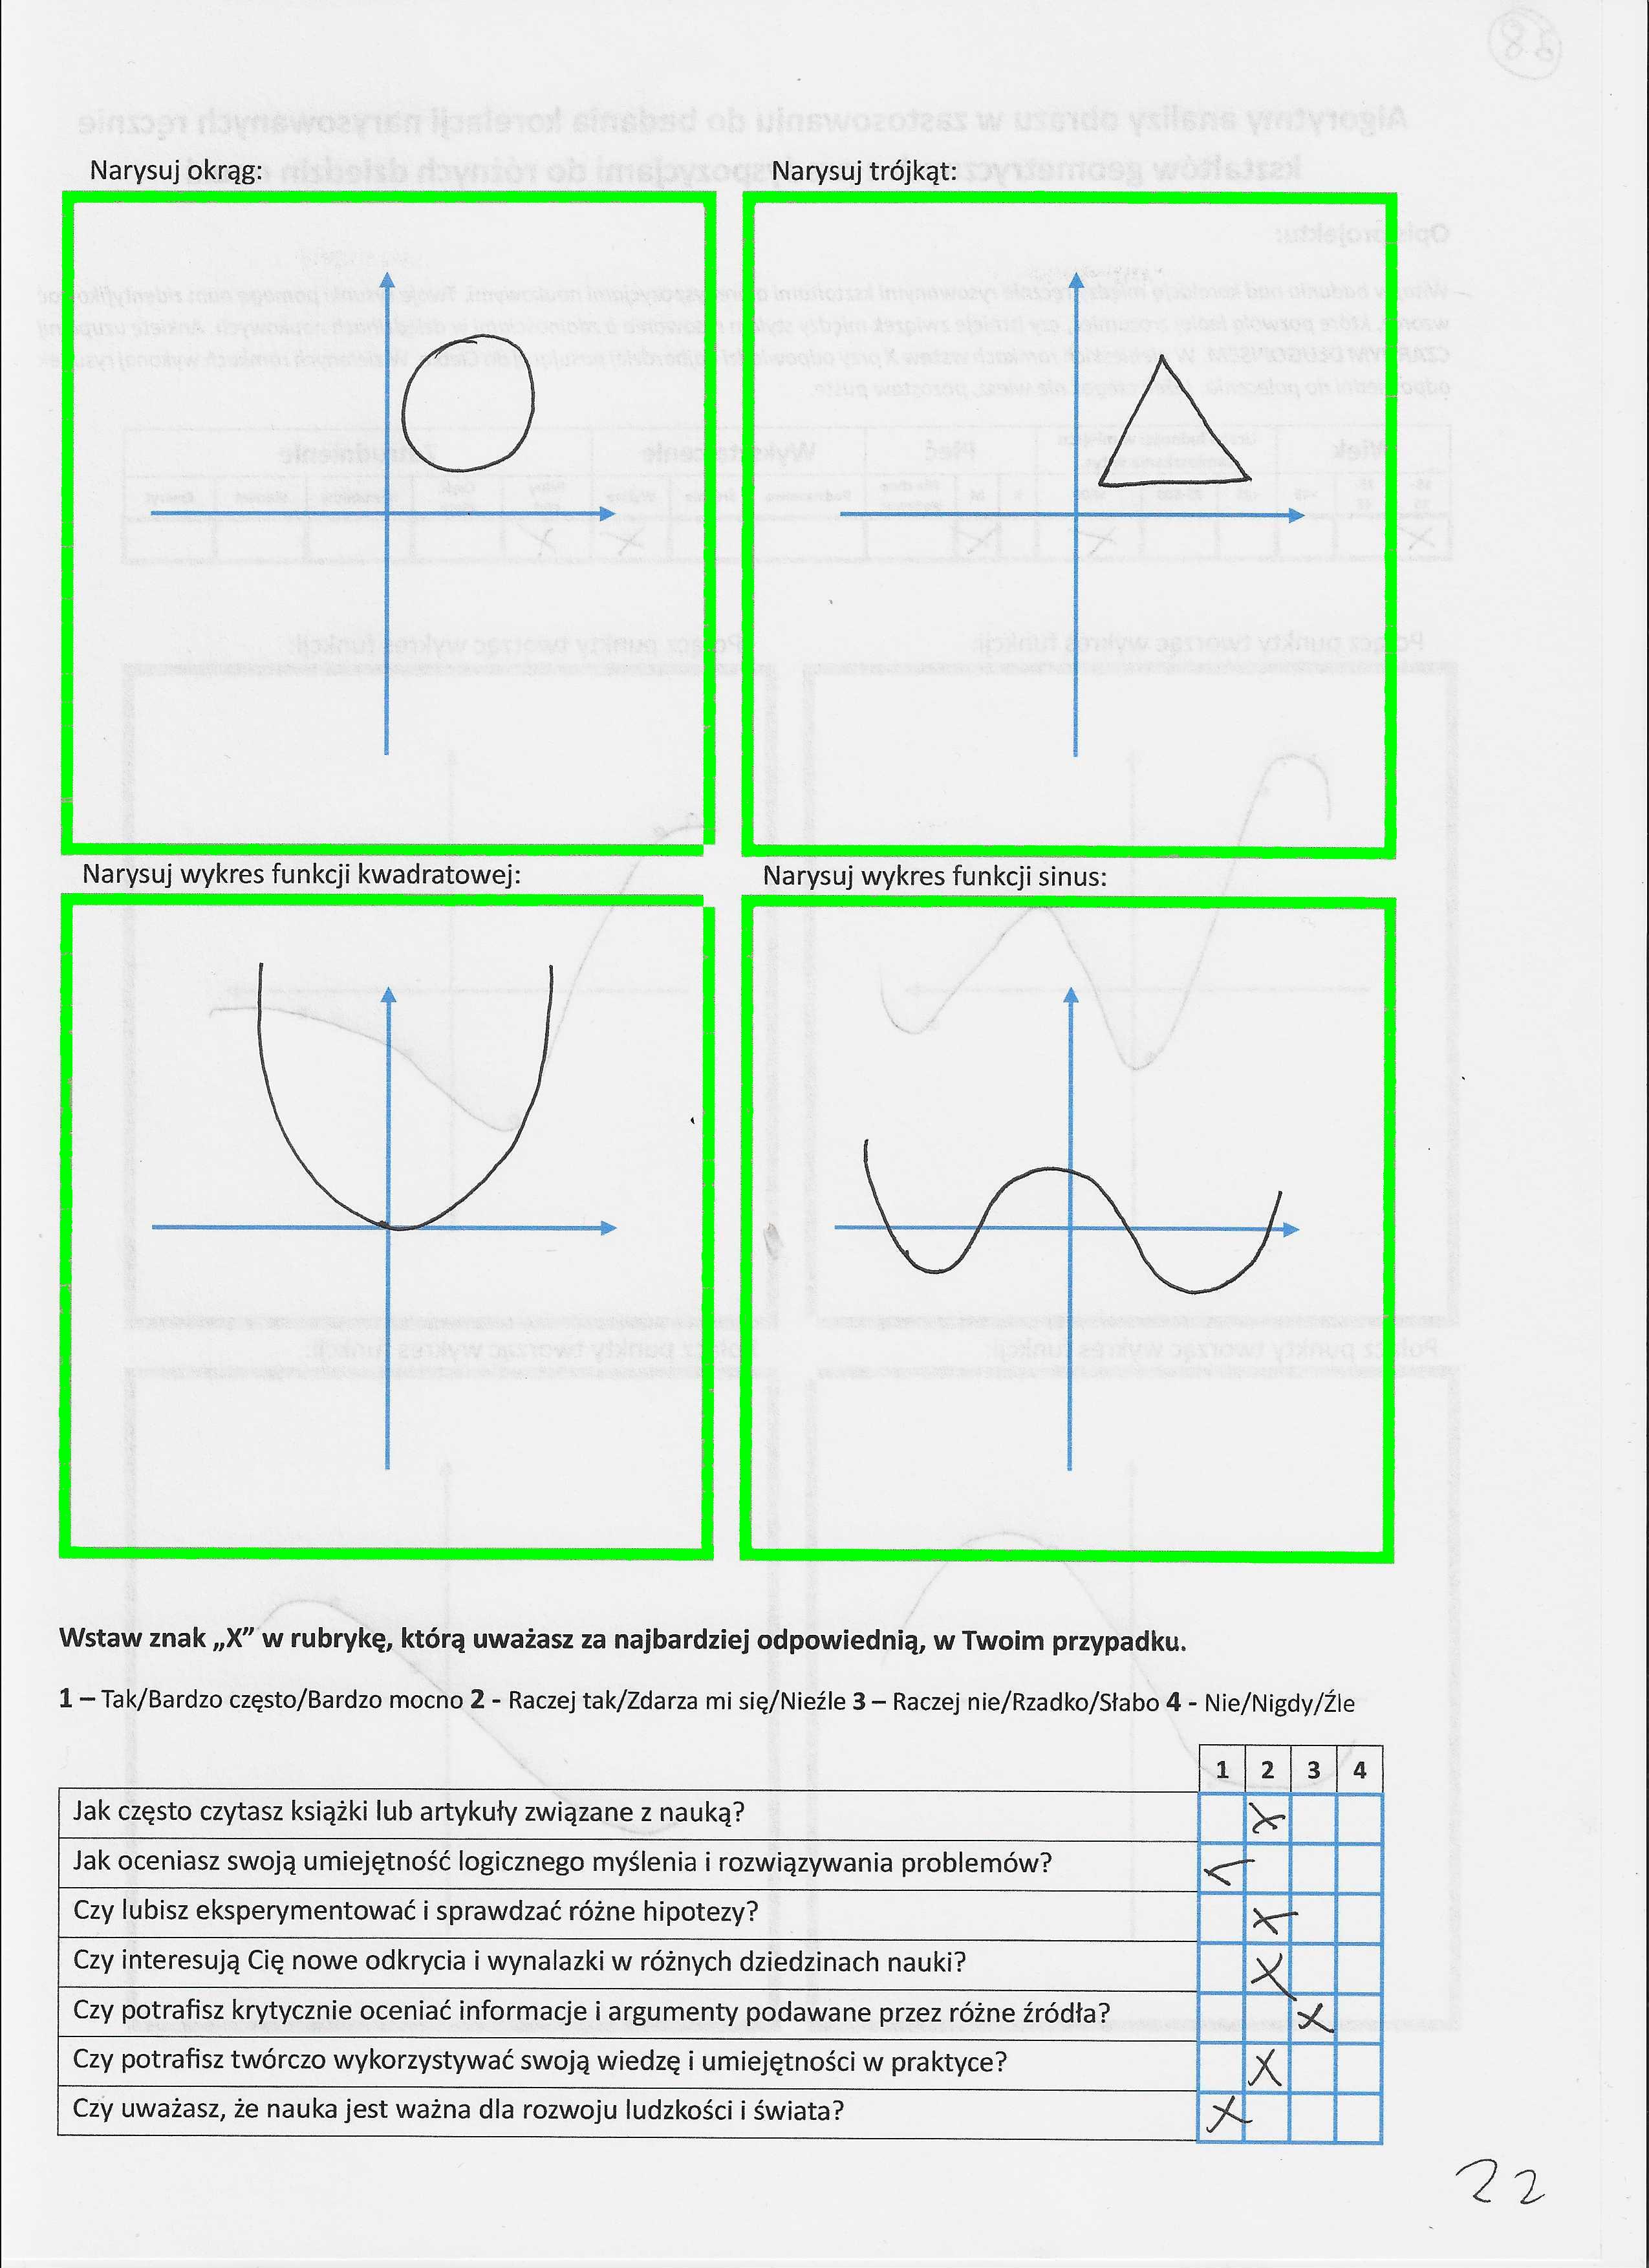 Narysuj okrąg:
Narysuj trójkąt:
Narysuj wykres funkcji kwadratowej:
Narysuj wykres funkcji sinus:
Wstaw znak „X” w rubrykę, którą uważasz za najbardziej odpowiednią, w Twoim przypadku.
1 – Tak/Bardzo często/Bardzo mocno 2 - Raczej tak/Zdarza mi się/Nieźle 3 – Raczej nie/Rzadko/Słabo 4 - Nie/Nigdy/Źle
1 2 3 4
Jak często czytasz książki lub artykuły związane z nauką? X
Jak oceniasz swoją umiejętność logicznego myślenia i rozwiązywania problemów? X
Czy lubisz eksperymentować i sprawdzać różne hipotezy? X
Czy interesują Cię nowe odkrycia i wynalazki w różnych dziedzinach nauki? X
Czy potrafisz krytycznie oceniać informacje i argumenty podawane przez różne źródła? X
Czy potrafisz twórczo wykorzystywać swoją wiedzę i umiejętności w praktyce? X
Czy uważasz, że nauka jest ważna dla rozwoju ludzkości i świata? X
22